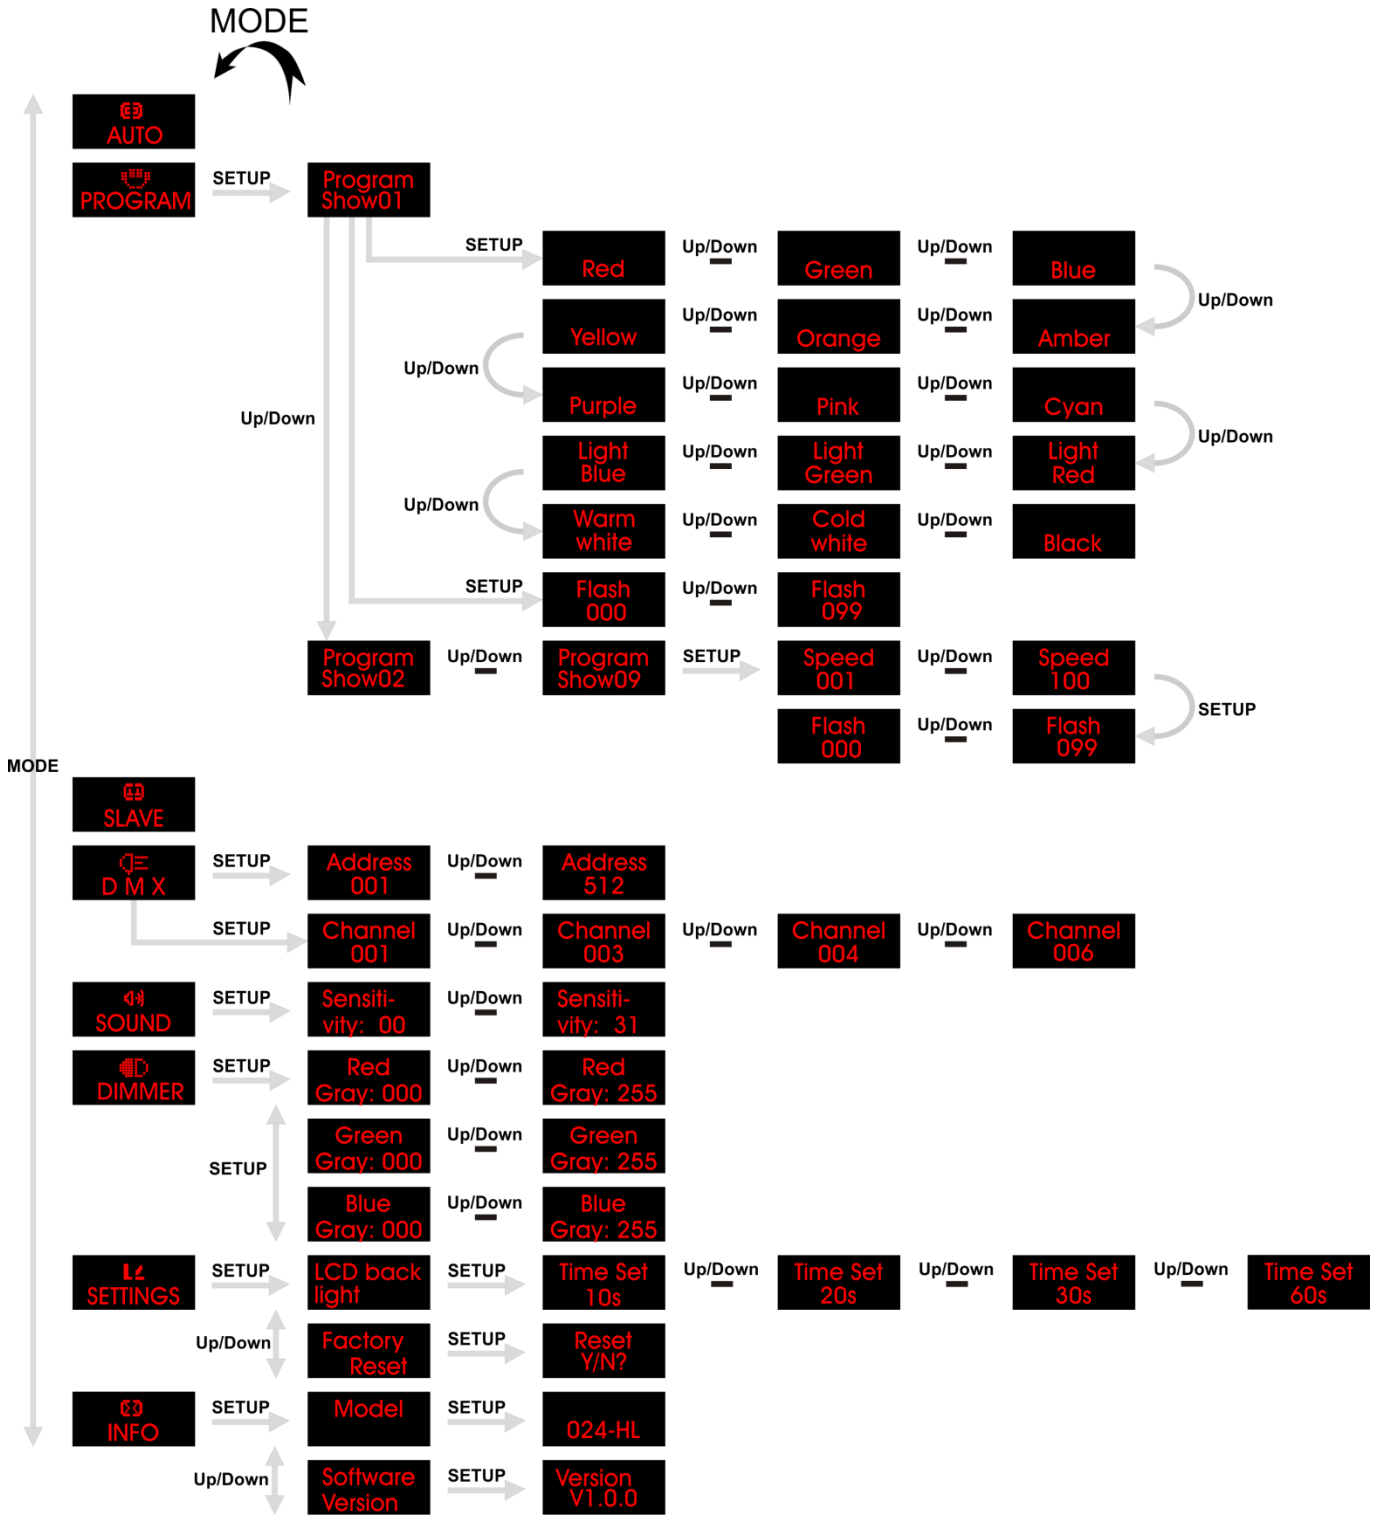 MODE
AUTO
PROGRAM
SETUP
Program
Show01
SETUP
Red
Up/Down
Green
Up/Down
Blue
Up/Down
Yellow
Up/Down
Orange
Up/Down
Amber
Up/Down
Purple
Up/Down
Pink
Up/Down
Cyan
Up/Down
Up/Down
Light
Blue
Up/Down
Light
Green
Up/Down
Light
Red
Up/Down
Warm
white
Up/Down
Cold
white
Up/Down
Black
SETUP
Flash
000
Up/Down
Flash
099
Program
Show02
Up/Down
Program
Show09
SETUP
Speed
001
Up/Down
Speed
100
SETUP
Flash
000
Up/Down
Flash
099
MODE
SLAVE
D M X
SETUP
Address
001
Up/Down
Address
512
SETUP
Channel
001
Up/Down
Channel
003
Up/Down
Channel
004
Up/Down
Channel
006
SOUND
SETUP
Sensiti-
vity: 00
Up/Down
Sensiti-
vity: 31
DIMMER
SETUP
Red
Gray: 000
Up/Down
Red
Gray: 255
SETUP
Green
Gray: 000
Up/Down
Green
Gray: 255
Blue
Gray: 000
Up/Down
Blue
Gray: 255
SETTINGS
SETUP
LCD back
light
SETUP
Time Set
10s
Up/Down
Time Set
20s
Up/Down
Time Set
30s
Up/Down
Time Set
60s
Up/Down
Factory
Reset
SETUP
Reset
Y/N?
INFO
SETUP
Model
SETUP
024-HL
Up/Down
Software
Version
SETUP
Version
V1.0.0